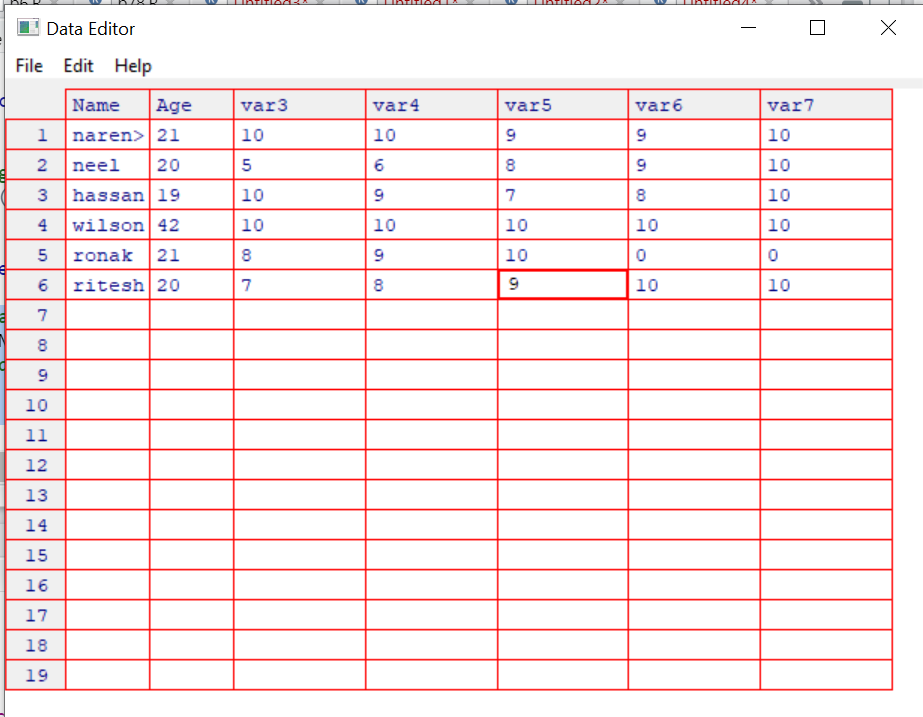 Data Editor
File Edit Help
Name Age var3 var4 var5 var6 var7
1 naren> 21 10 10 9 9 10
2 neel 20 5 6 8 9 10
3 hassan 19 10 9 7 8 10
4 wilson 42 10 10 10 10 10
5 ronak 21 8 9 10 0 0
6 ritesh 20 7 8 9 10 10
7
8
9
10
11
12
13
14
15
16
17
18
19